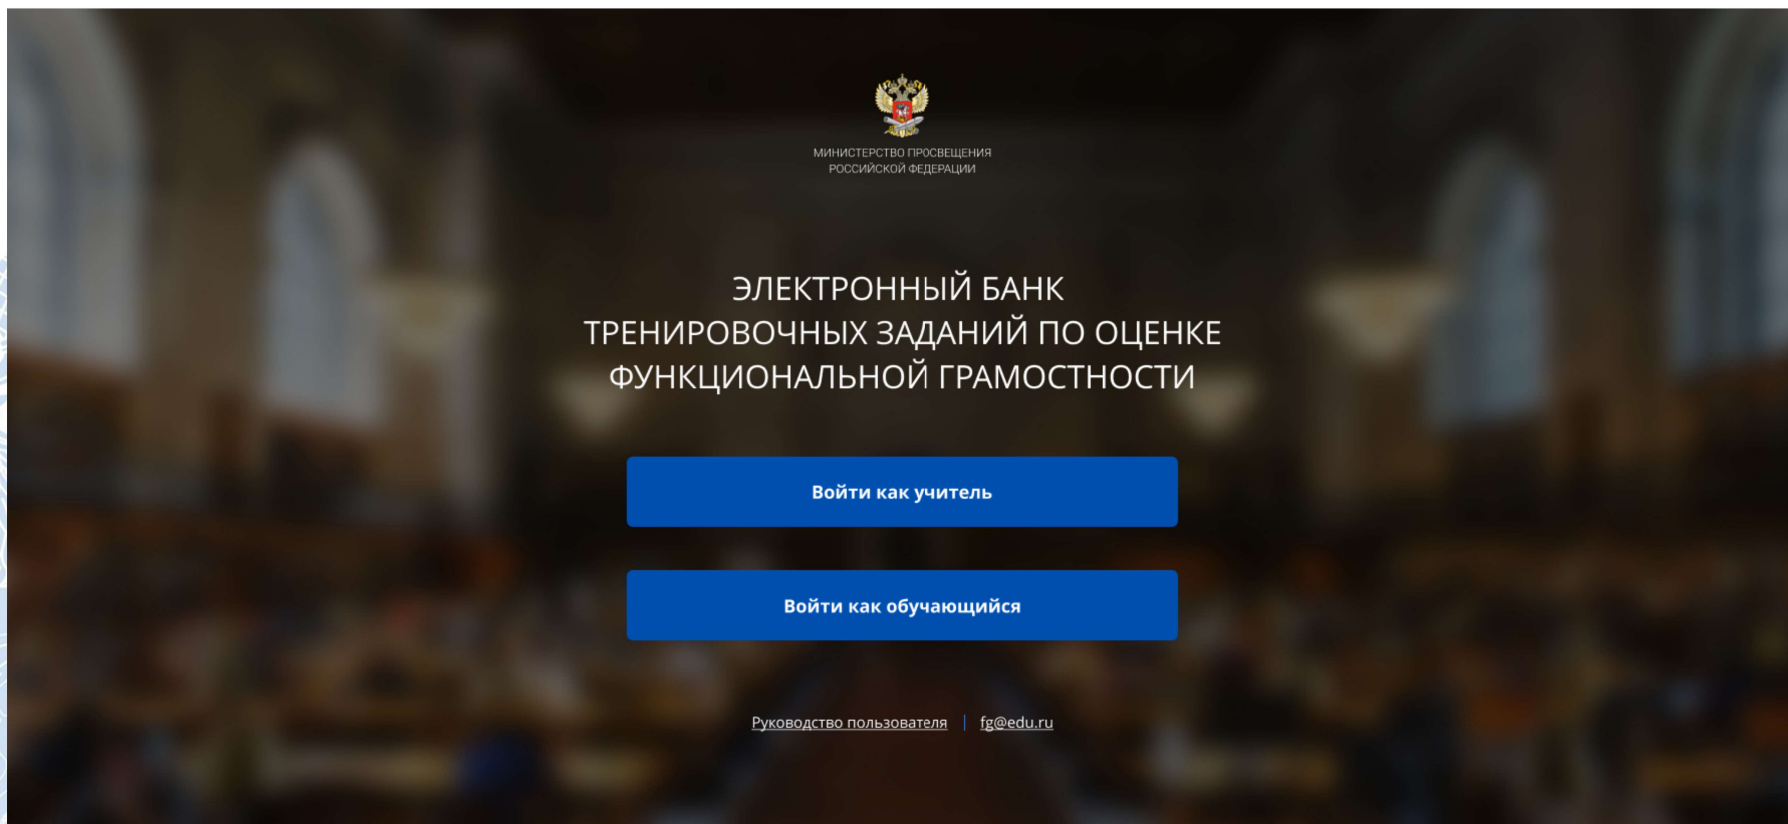 МИНИСТЕРСТВО ПРОСВЕЩЕНИЯ
РОССИЙСКОЙ ФЕДЕРАЦИИ
ЭЛЕКТРОННЫЙ БАНК
ТРЕНИРОВОЧНЫХ ЗАДАНИЙ ПО ОЦЕНКЕ
ФУНКЦИОНАЛЬНОЙ ГРАМОСТНОСТИ
Войти как учитель
Войти как обучающийся
Руководство пользователя | fg@edu.ru